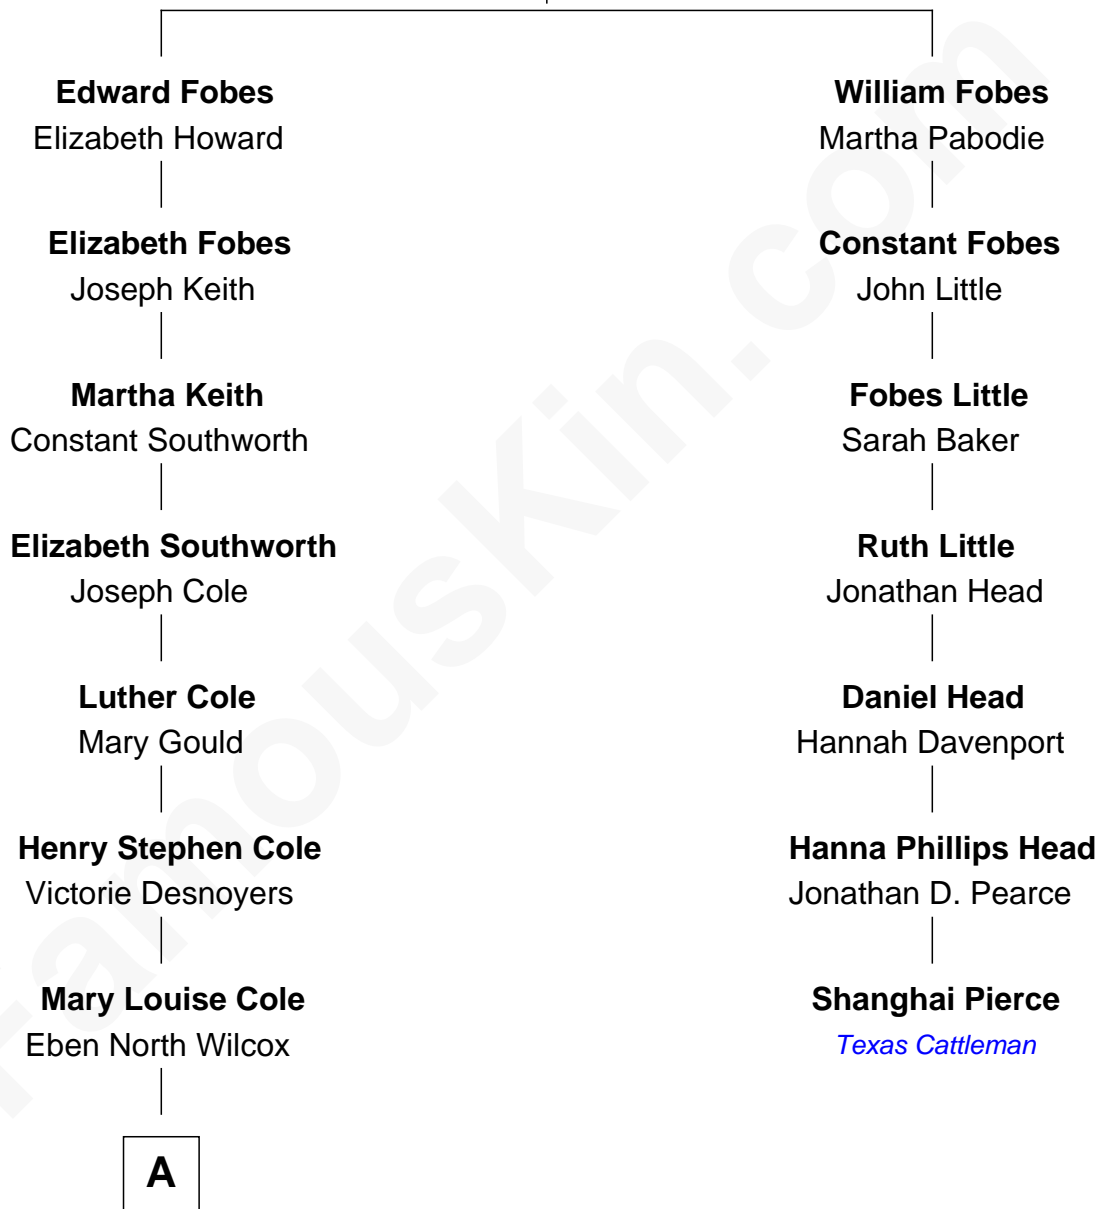 Edward Fobes
Elizabeth Howard
Elizabeth Fobes
Joseph Keith
Martha Keith
Constant Southworth
Elizabeth Southworth
Joseph Cole
Luther Cole
Mary Gould
Henry Stephen Cole
Victorie Desnoyers
Mary Louise Cole
Eben North Wilcox
A
William Fobes
Martha Pabodie
Constant Fobes
John Little
Fobes Little
Sarah Baker
Ruth Little
Jonathan Head
Daniel Head
Hannah Davenport
Hanna Phillips Head
Jonathan D. Pearce
Shanghai Pierce
Texas Cattleman
FamousKin.com